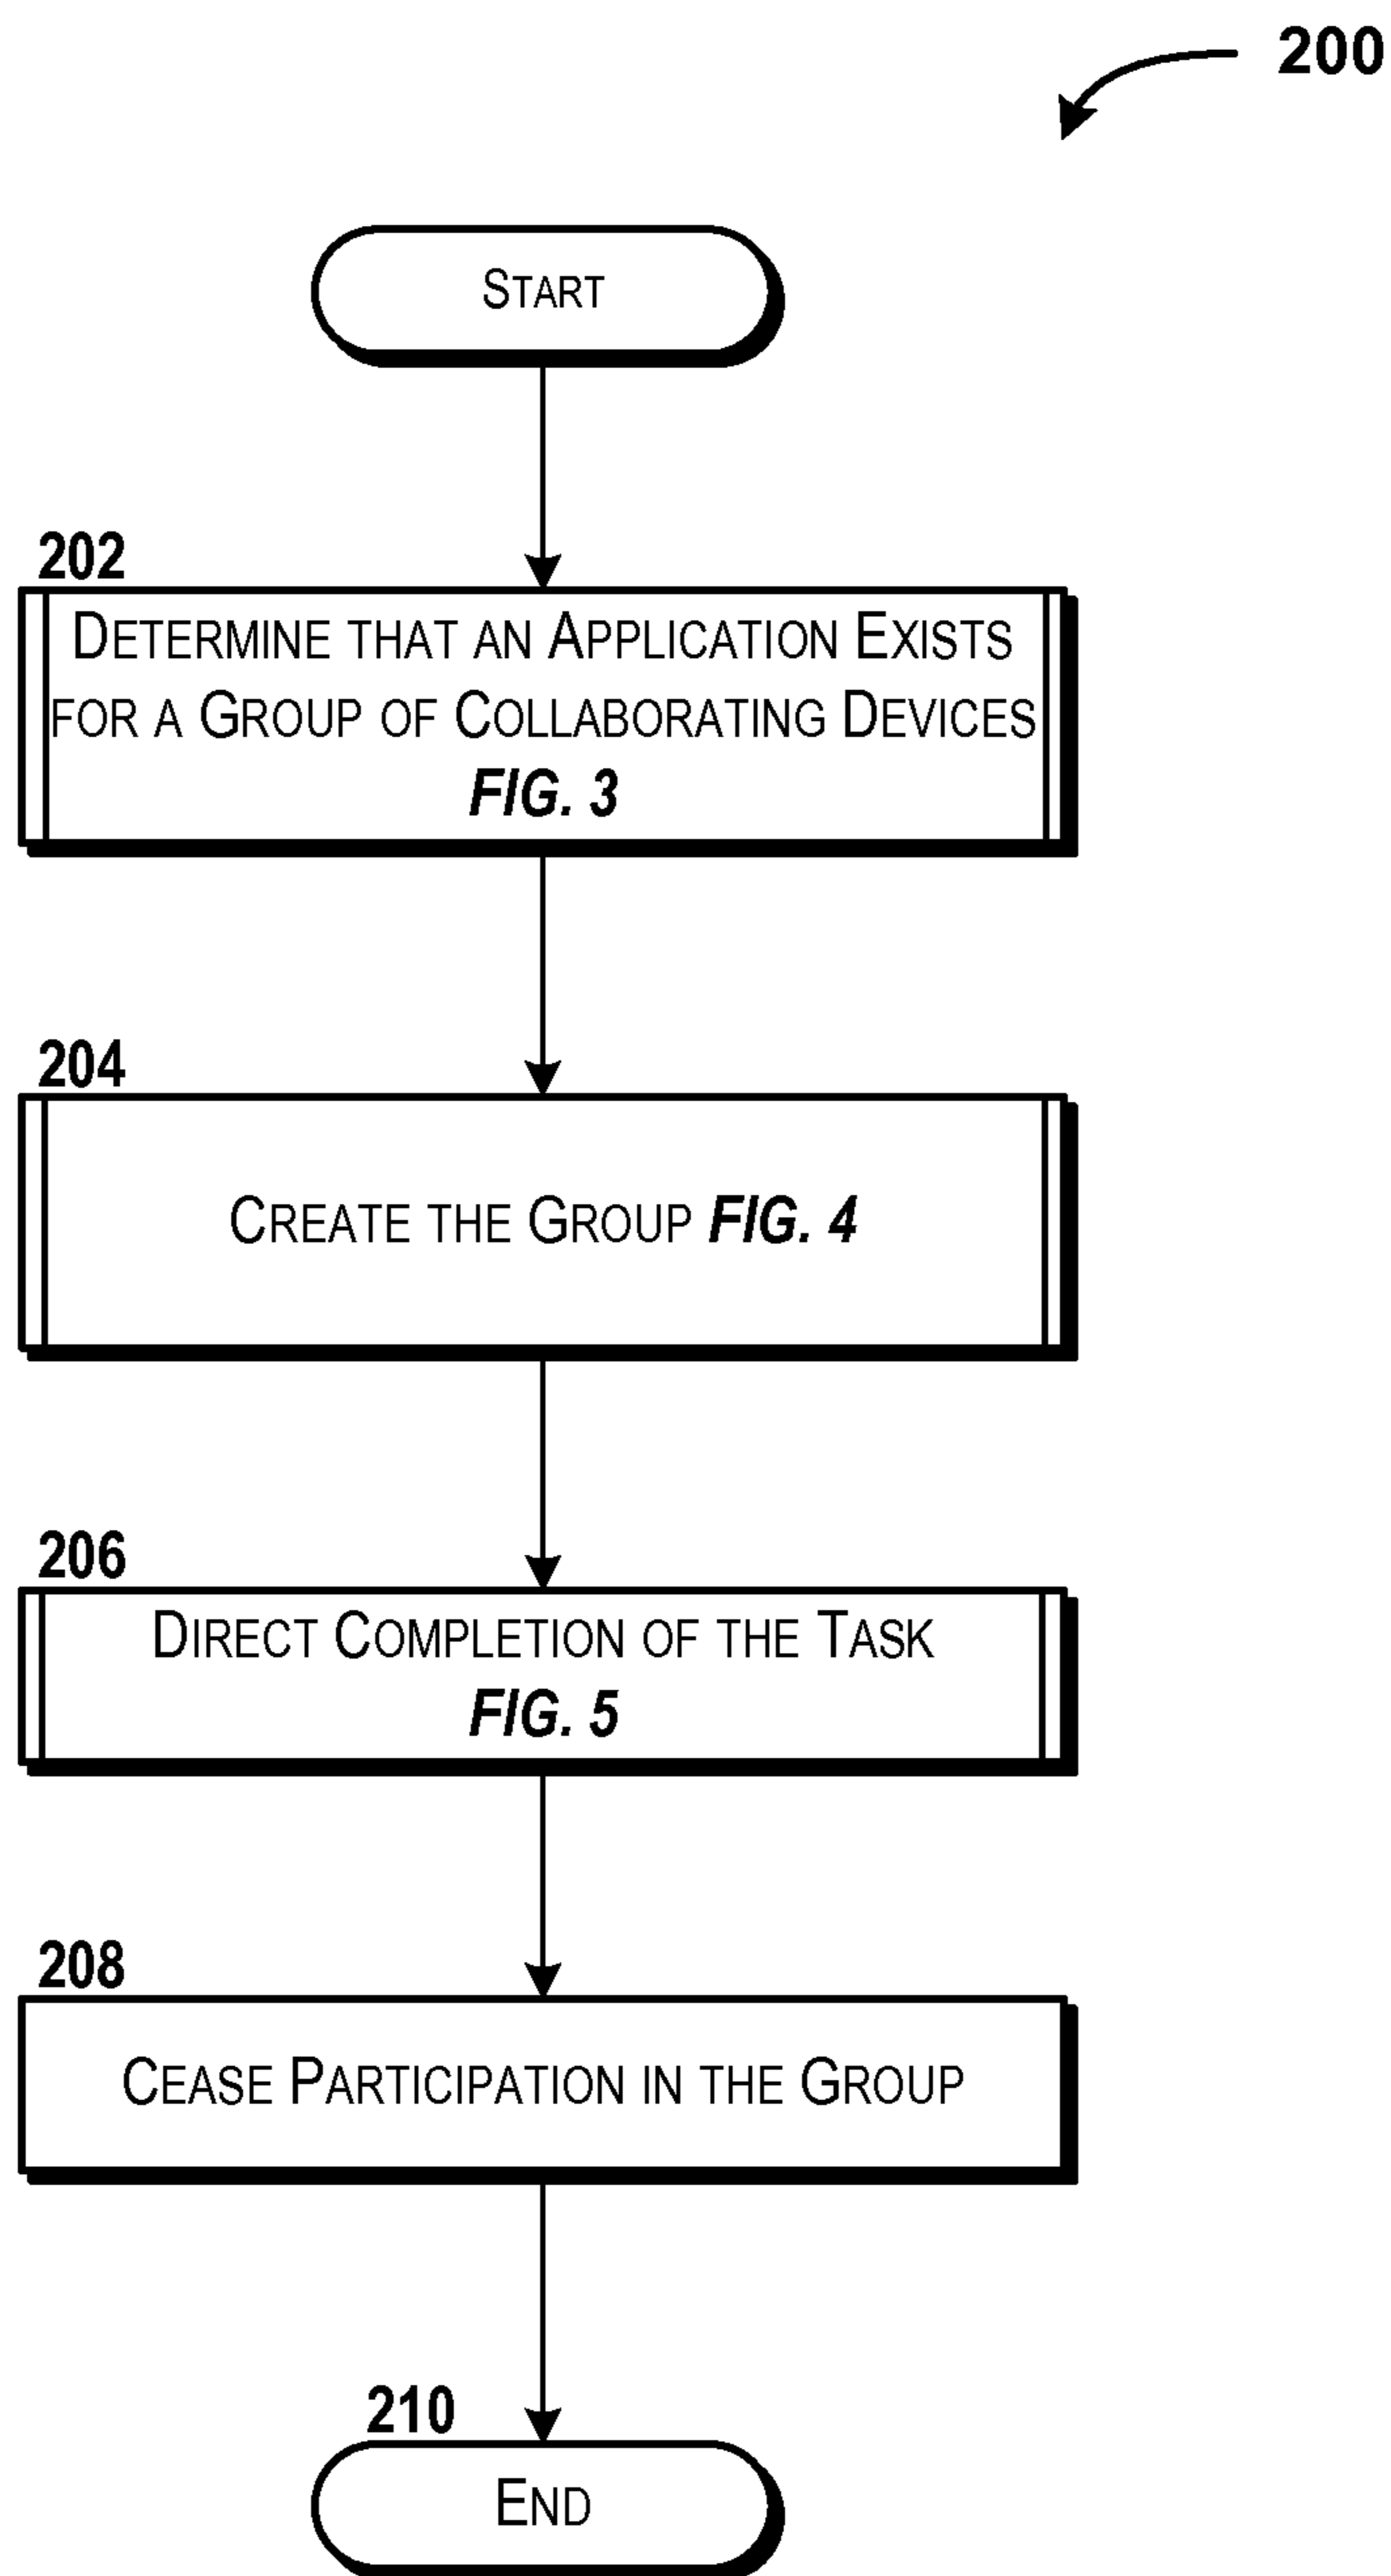 200
Start
202
Determine that an Application Exists
for a Group of Collaborating Devices
FIG. 3
204
Create the Group FIG. 4
206
Direct Completion of the Task
FIG. 5
208
Cease Participation in the Group
210
End